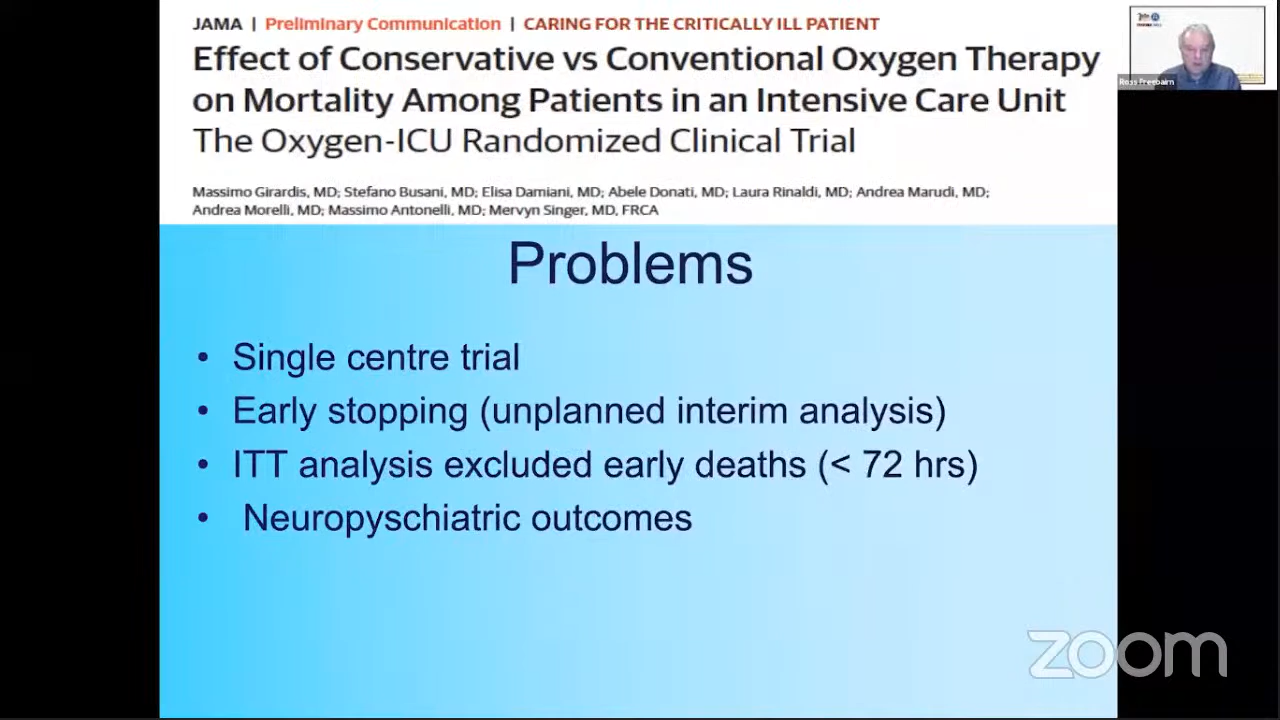 JAMA | Preliminary Communication | CARING FOR THE CRITICALLY ILL PATIENT
Effect of Conservative vs Conventional Oxygen Therapy
on Mortality Among Patients in an Intensive Care Unit
The Oxygen-ICU Randomized Clinical Trial
Massimo Girardis, MD; Stefano Busani, MD; Elisa Damiani, MD; Abele Donati, MD; Laura Rinaldi, MD; Andrea Marudi, MD;
Andrea Morelli, MD; Massimo Antonelli, MD; Mervyn Singer, MD, FRCA
Ross Freebairn
Problems
• Single centre trial
• Early stopping (unplanned interim analysis)
• ITT analysis excluded early deaths (< 72 hrs)
• Neuropyschiatric outcomes
zoom